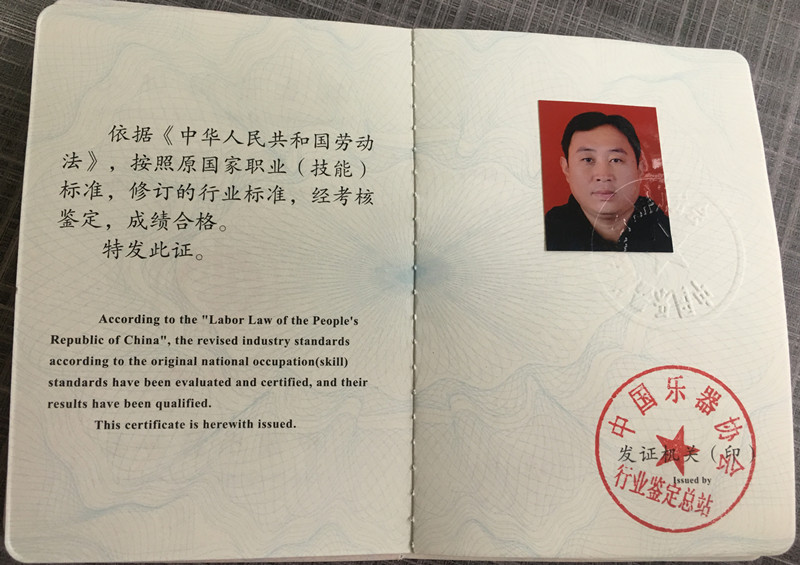 依据《中华人民共和国劳动
法》，按照原国家职业（技能）
标准，修订的行业标准，经考核
鉴定，成绩合格。
特发此证。
According to the "Labor Law of the People's
Republic of China", the revised industry standards
according to the original national occupation(skill)
standards have been evaluated and certified, and their
results have been qualified.
This certificate is herewith issued.
中国乐器协会
发证机关（印）
Issued by
行业鉴定总站